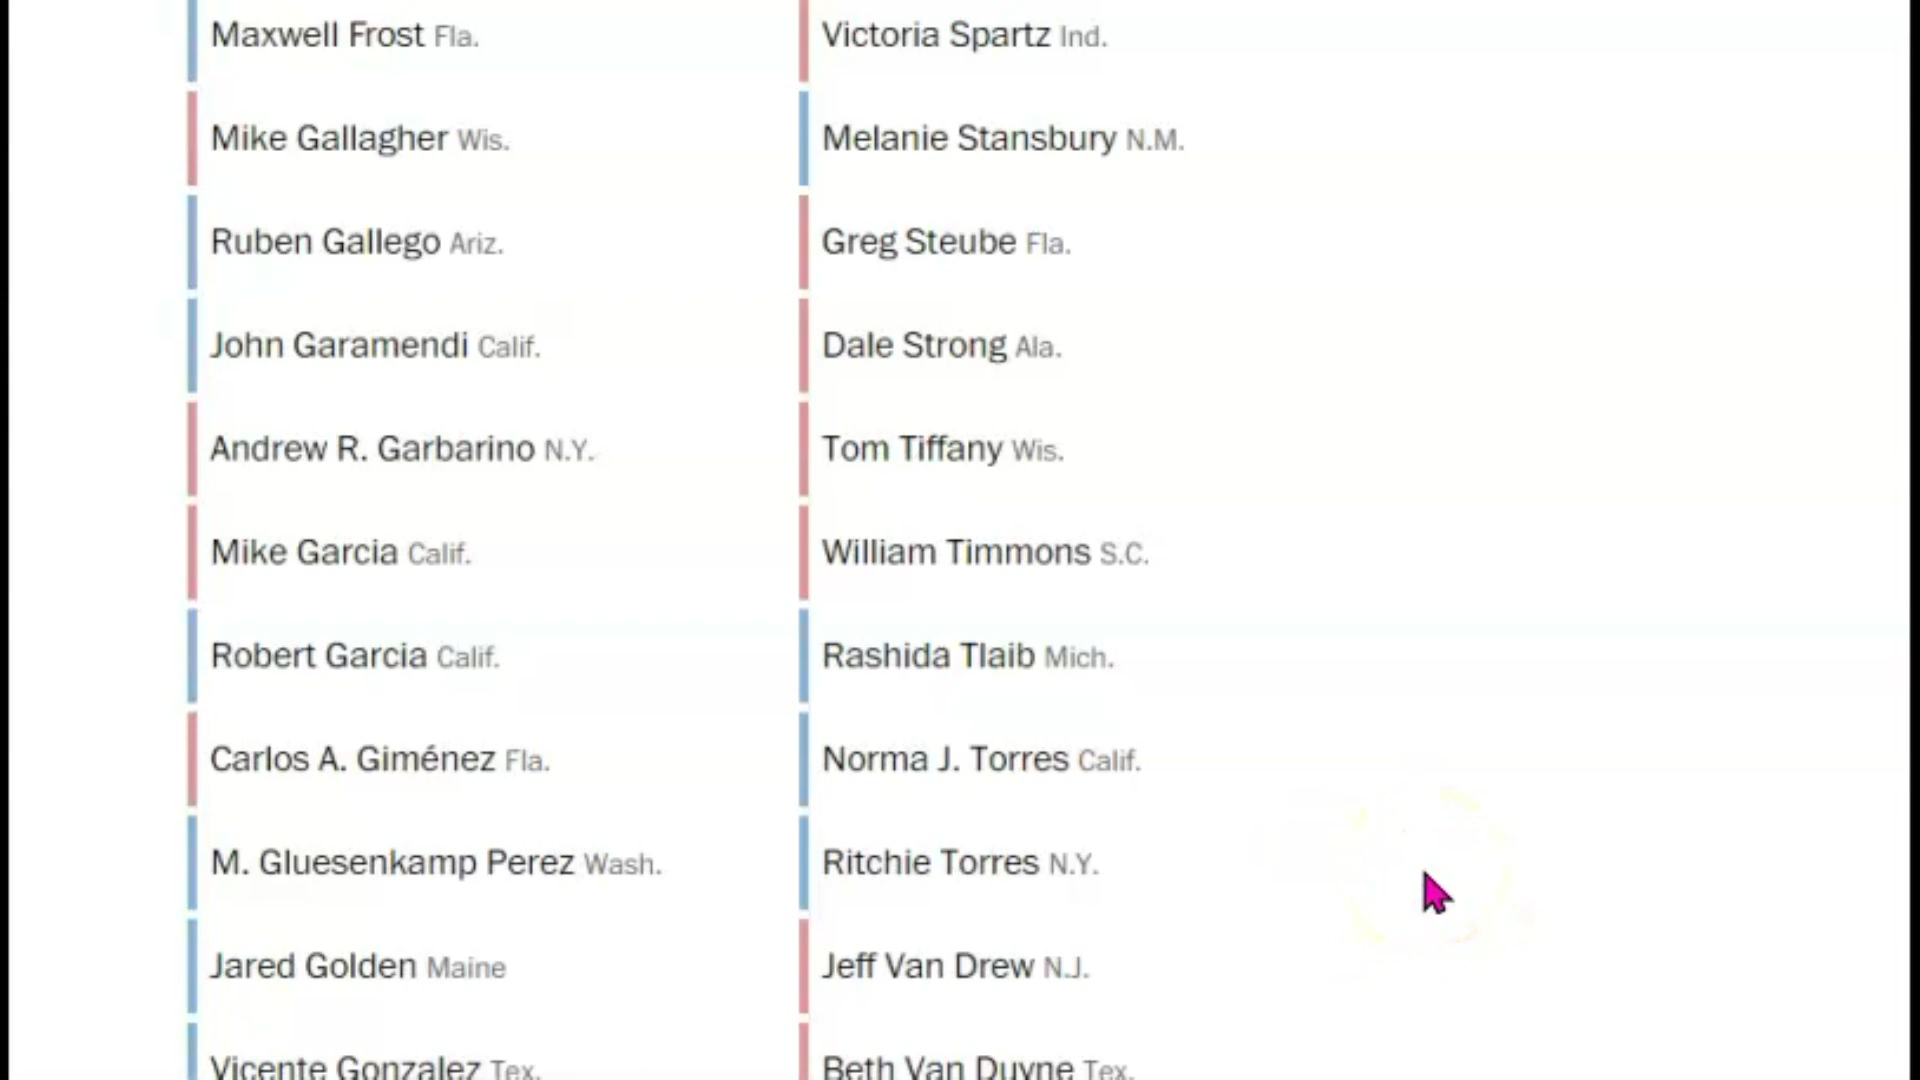 Maxwell Frost Fla.
Mike Gallagher Wis.
Ruben Gallego Ariz.
John Garamendi Calif.
Andrew R. Garbarino N.Y.
Mike Garcia Calif.
Robert Garcia Calif.
Carlos A. Giménez Fla.
M. Gluesenkamp Perez Wash.
Jared Golden Maine
Vicente Gonzalez Tex.
Victoria Spartz Ind.
Melanie Stansbury N.M.
Greg Steube Fla.
Dale Strong Ala.
Tom Tiffany Wis.
William Timmons S.C.
Rashida Tlaib Mich.
Norma J. Torres Calif.
Ritchie Torres N.Y.
Jeff Van Drew N.J.
Beth Van Duyne Tex.